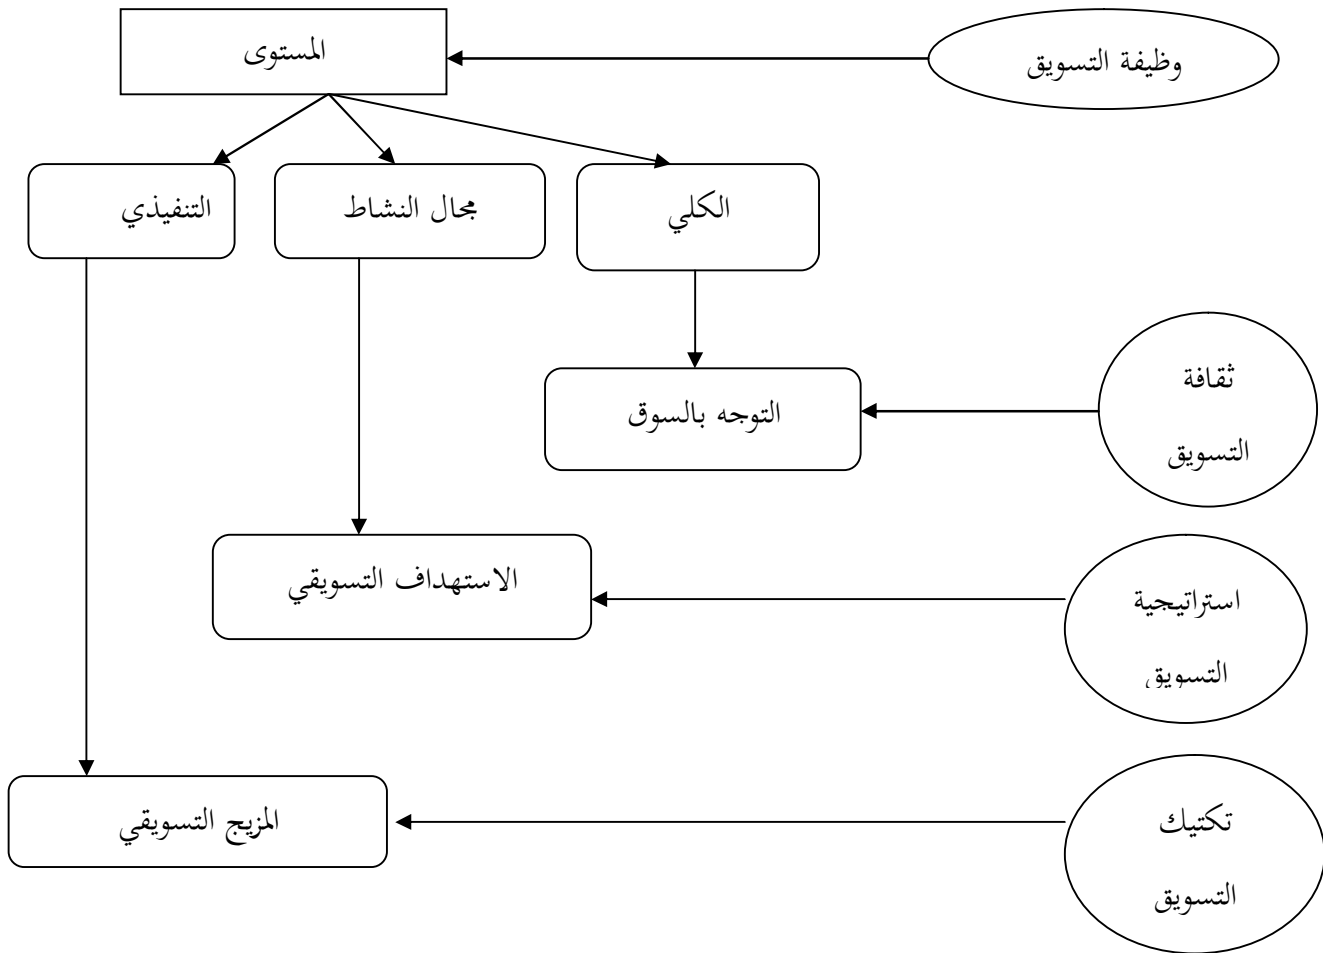 وظيفة التسويق
المستوى
الكلي
مجال النشاط
التنفيذي
ثقافة
التسويق
التوجه بالسوق
استراتيجية
التسويق
الاستهداف التسويقي
تكتيك
التسويق
المزيج التسويقي